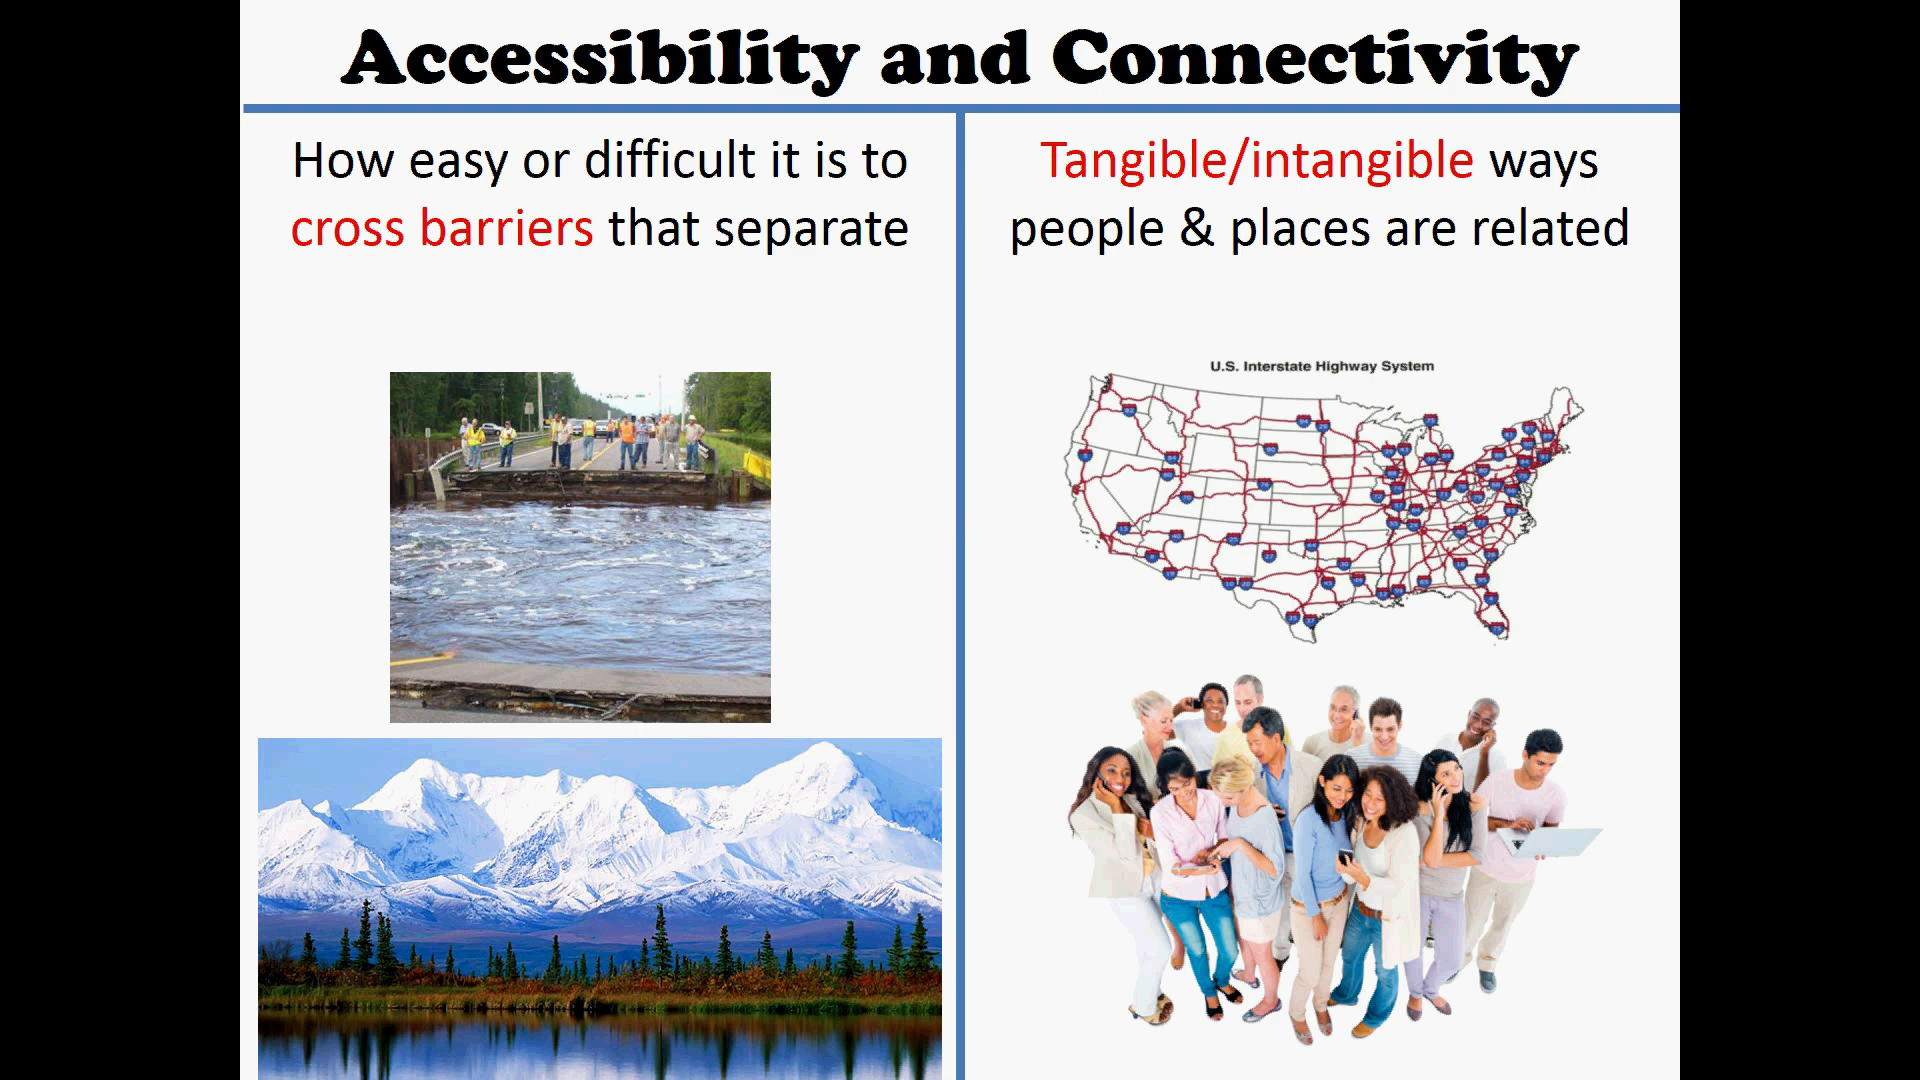 Accessibility and Connectivity
How easy or difficult it is to
cross barriers that separate
Tangible/intangible ways
people & places are related
U.S. Interstate Highway System